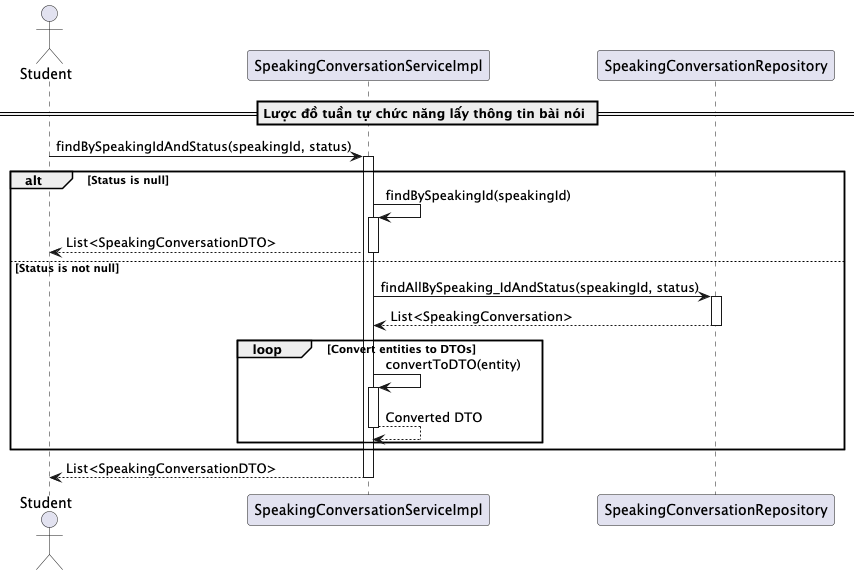 Student
SpeakingConversationServiceImpl
SpeakingConversationRepository
Lược đồ tuần tự chức năng lấy thông tin bài nói
findBySpeakingIdAndStatus(speakingId, status)
alt
[Status is null]
findBySpeakingId(speakingId)
List<SpeakingConversationDTO>
[Status is not null]
findAllBySpeaking_IdAndStatus(speakingId, status)
List<SpeakingConversation>
loop
[Convert entities to DTOs]
convertToDTO(entity)
Converted DTO
List<SpeakingConversationDTO>
Student
SpeakingConversationServiceImpl
SpeakingConversationRepository